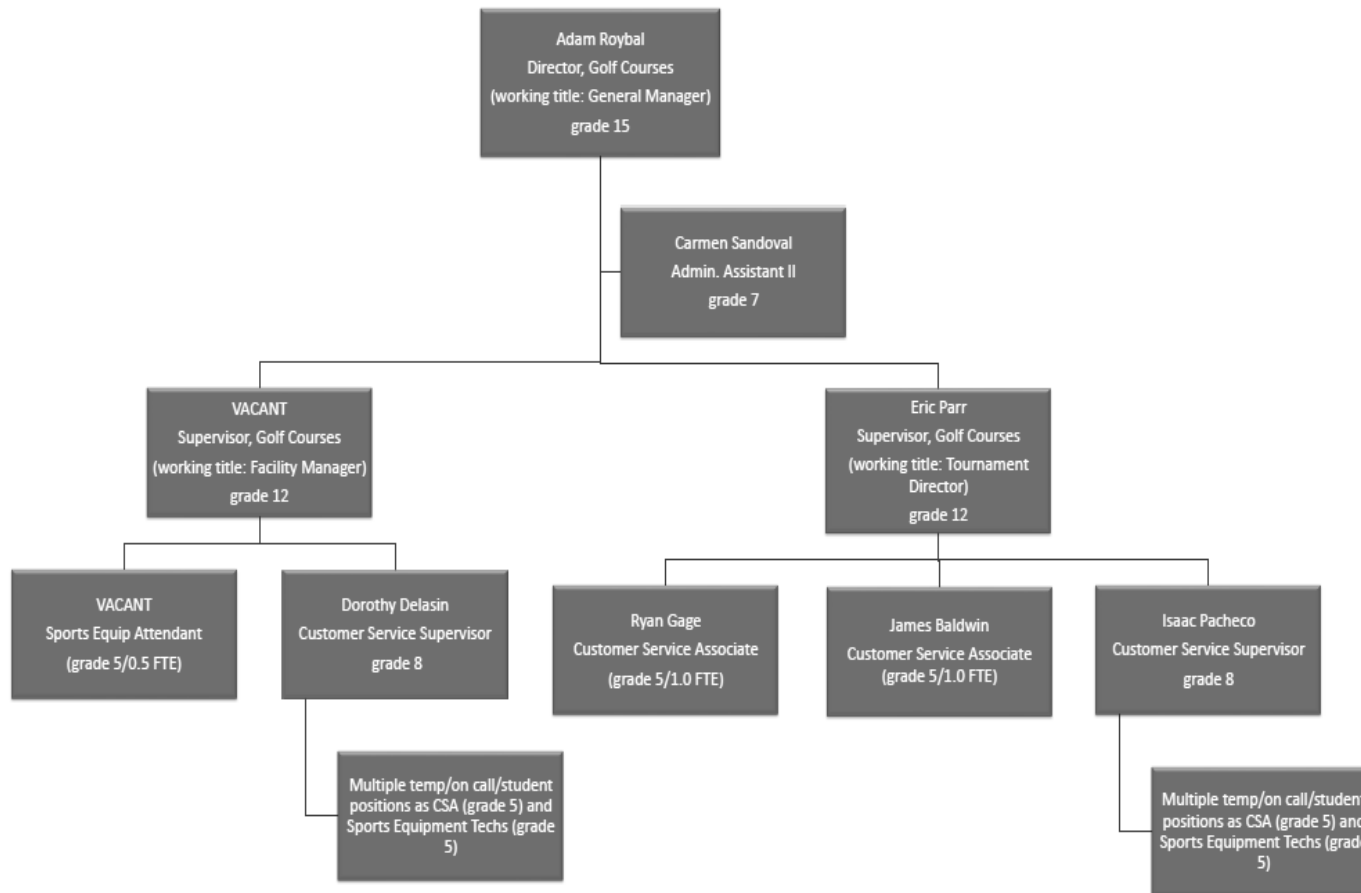 Adam Roybal
Director, Golf Courses
(working title: General Manager)
grade 15
Carmen Sandoval
Admin. Assistant II
grade 7
VACANT
Supervisor, Golf Courses
(working title: Facility Manager)
grade 12
Eric Parr
Supervisor, Golf Courses
(working title: Tournament
Director)
grade 12
VACANT
Sports Equip Attendant
(grade 5/0.5 FTE)
Dorothy Delasin
Customer Service Supervisor
grade 8
Ryan Gage
Customer Service Associate
(grade 5/1.0 FTE)
James Baldwin
Customer Service Associate
(grade 5/1.0 FTE)
Isaac Pacheco
Customer Service Supervisor
grade 8
Multiple temp/on call/student
positions as CSA (grade 5) and
Sports Equipment Techs (grade
5)
Multiple temp/on call/student
positions as CSA (grade 5) and
Sports Equipment Techs (grade
5)